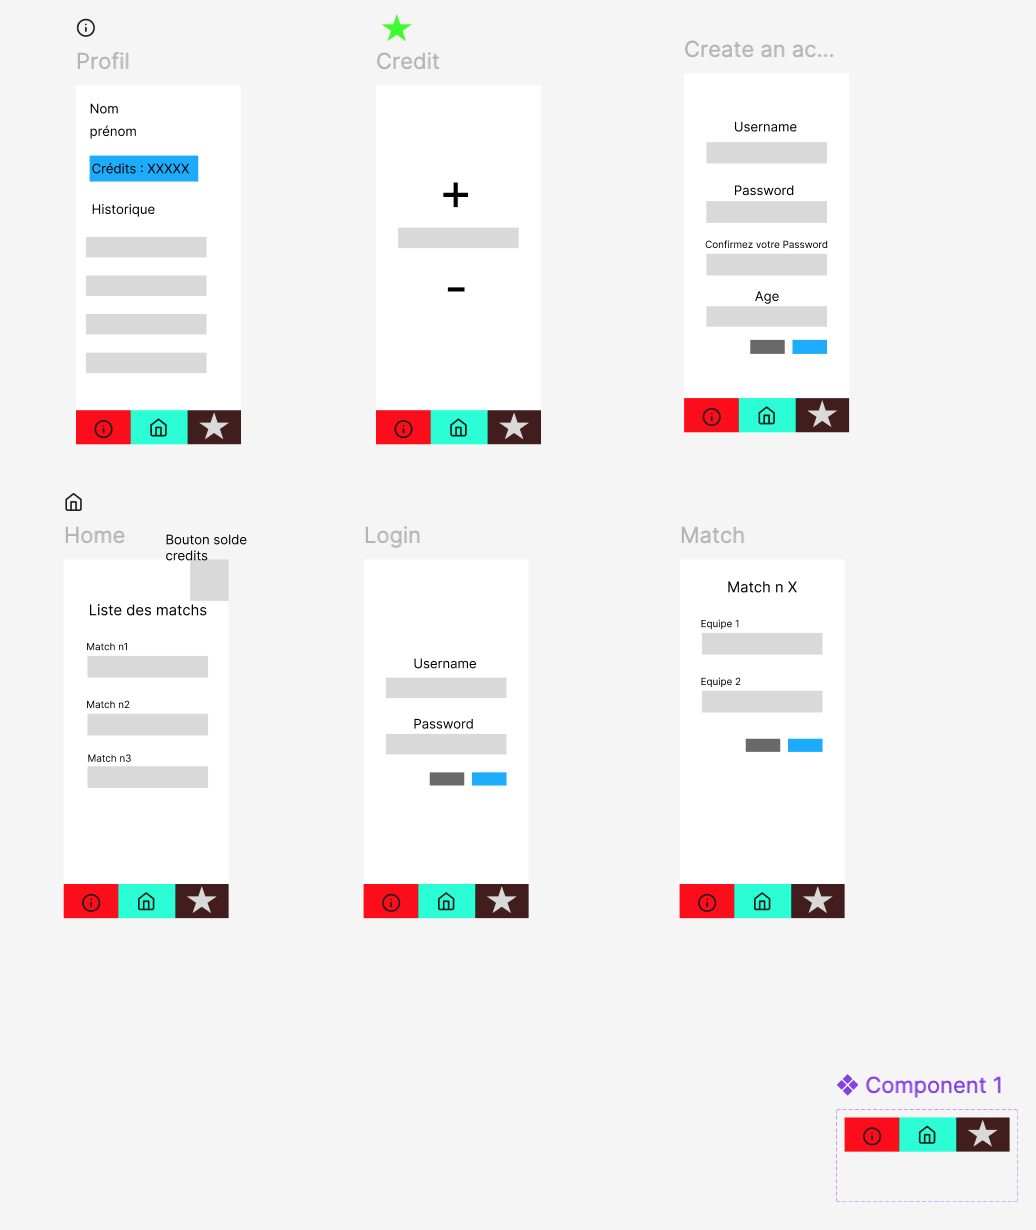 Profil
Nom
prénom
Crédits : XXXXX
Historique
Credit
+
-
Create an ac...
Username
Password
Confirmez votre Password
Age
Home
Bouton solde
credits
Liste des matchs
Match n1
Match n2
Match n3
Login
Username
Password
Match
Match n X
Equipe 1
Equipe 2
Component 1